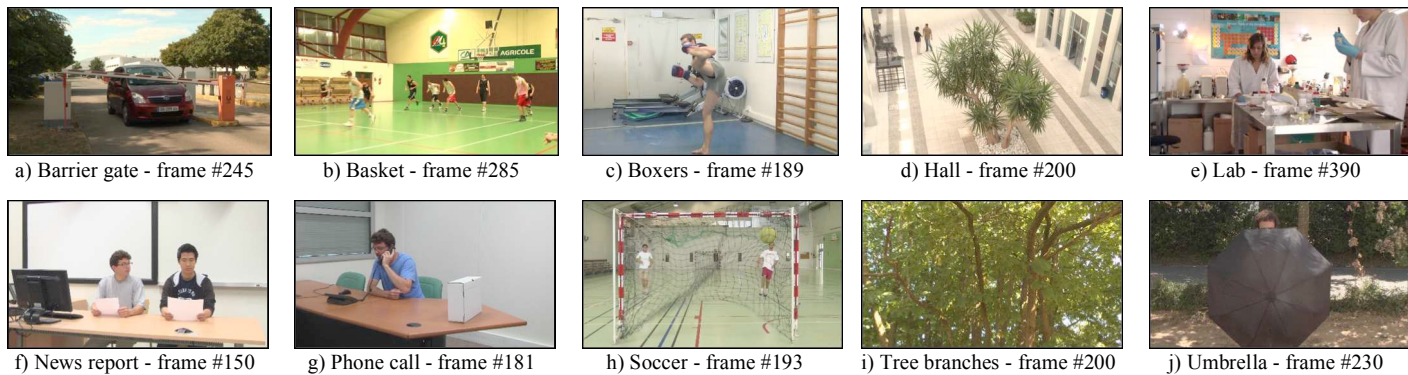 AGRICOLE
a) Barrier gate - frame #245
b) Basket - frame #285
c) Boxers - frame #189
d) Hall - frame #200
e) Lab - frame #390
f) News report - frame #150
g) Phone call - frame #181
h) Soccer - frame #193
i) Tree branches - frame #200
j) Umbrella - frame #230